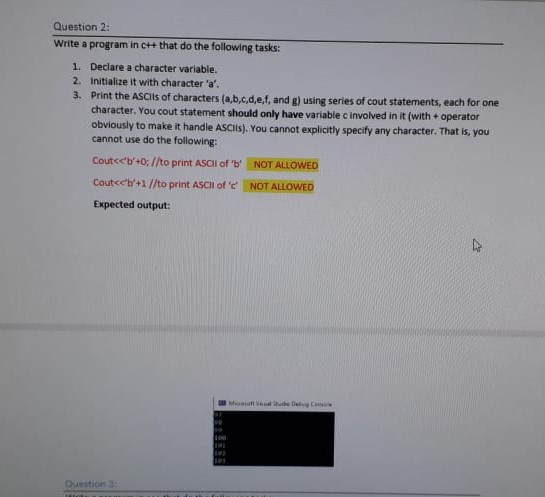 Question 2:
Write a program in c++ that do the following tasks:
1. Declare a character variable.
2. Initialize it with character 'a'.
3. Print the ASCIIs of characters (a,b,c,d,e,f, and g) using series of cout statements, each for one
character. You cout statement should only have variable c involved in it (with + operator
obviously to make it handle ASCIIs). You cannot explicitly specify any character. That is, you
cannot use do the following:
Cout<<'b'+0; //to print ASCII of 'b' NOT ALLOWED
Cout<<'b'+1 //to print ASCII of 'c' NOT ALLOWED
Expected output:
Microsoft Visual Studio Debug Console
97
98
99
100
101
102
103
Question 3: